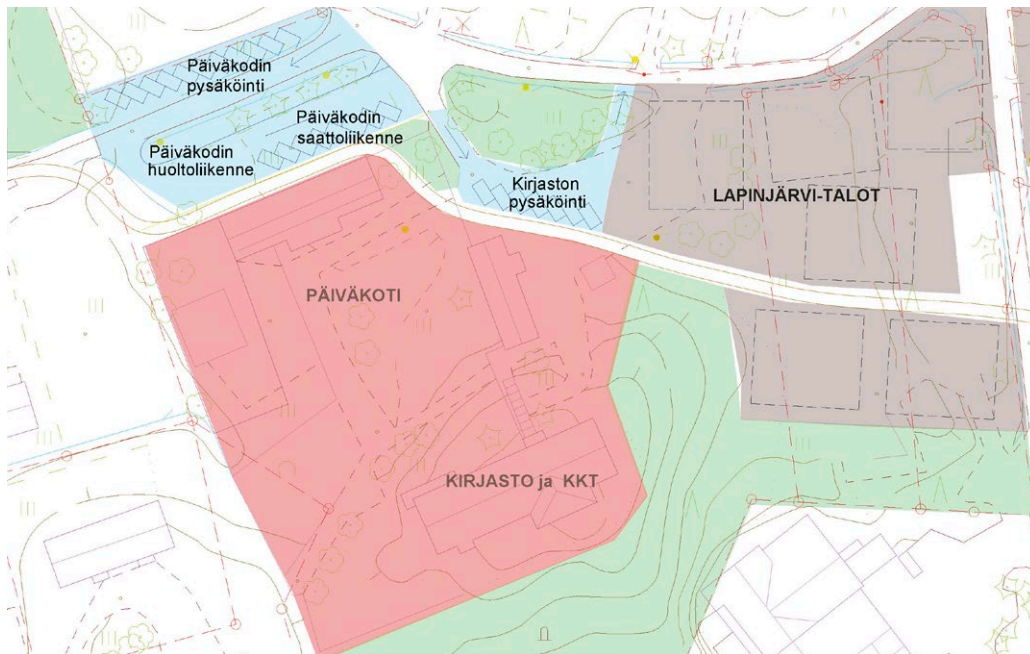 Päiväkodin
pysäköinti
Päiväkodin
saattoliikenne
Päiväkodin
huoltoliikenne
Kirjaston
pysäköinti
LAPINJÄRVI-TALOT
PÄIVÄKOTI
KIRJASTO ja KKT